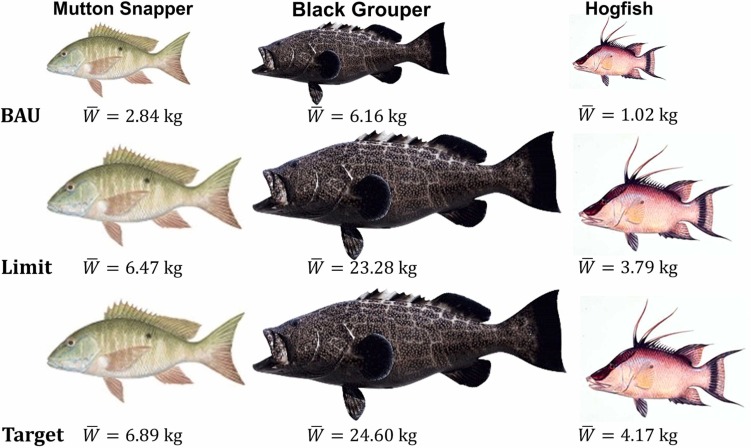 Mutton Snapper Black Grouper Hogfish
BAU W̅ = 2.84 kg W̅ = 6.16 kg W̅ = 1.02 kg
Limit W̅ = 6.47 kg W̅ = 23.28 kg W̅ = 3.79 kg
Target W̅ = 6.89 kg W̅ = 24.60 kg W̅ = 4.17 kg